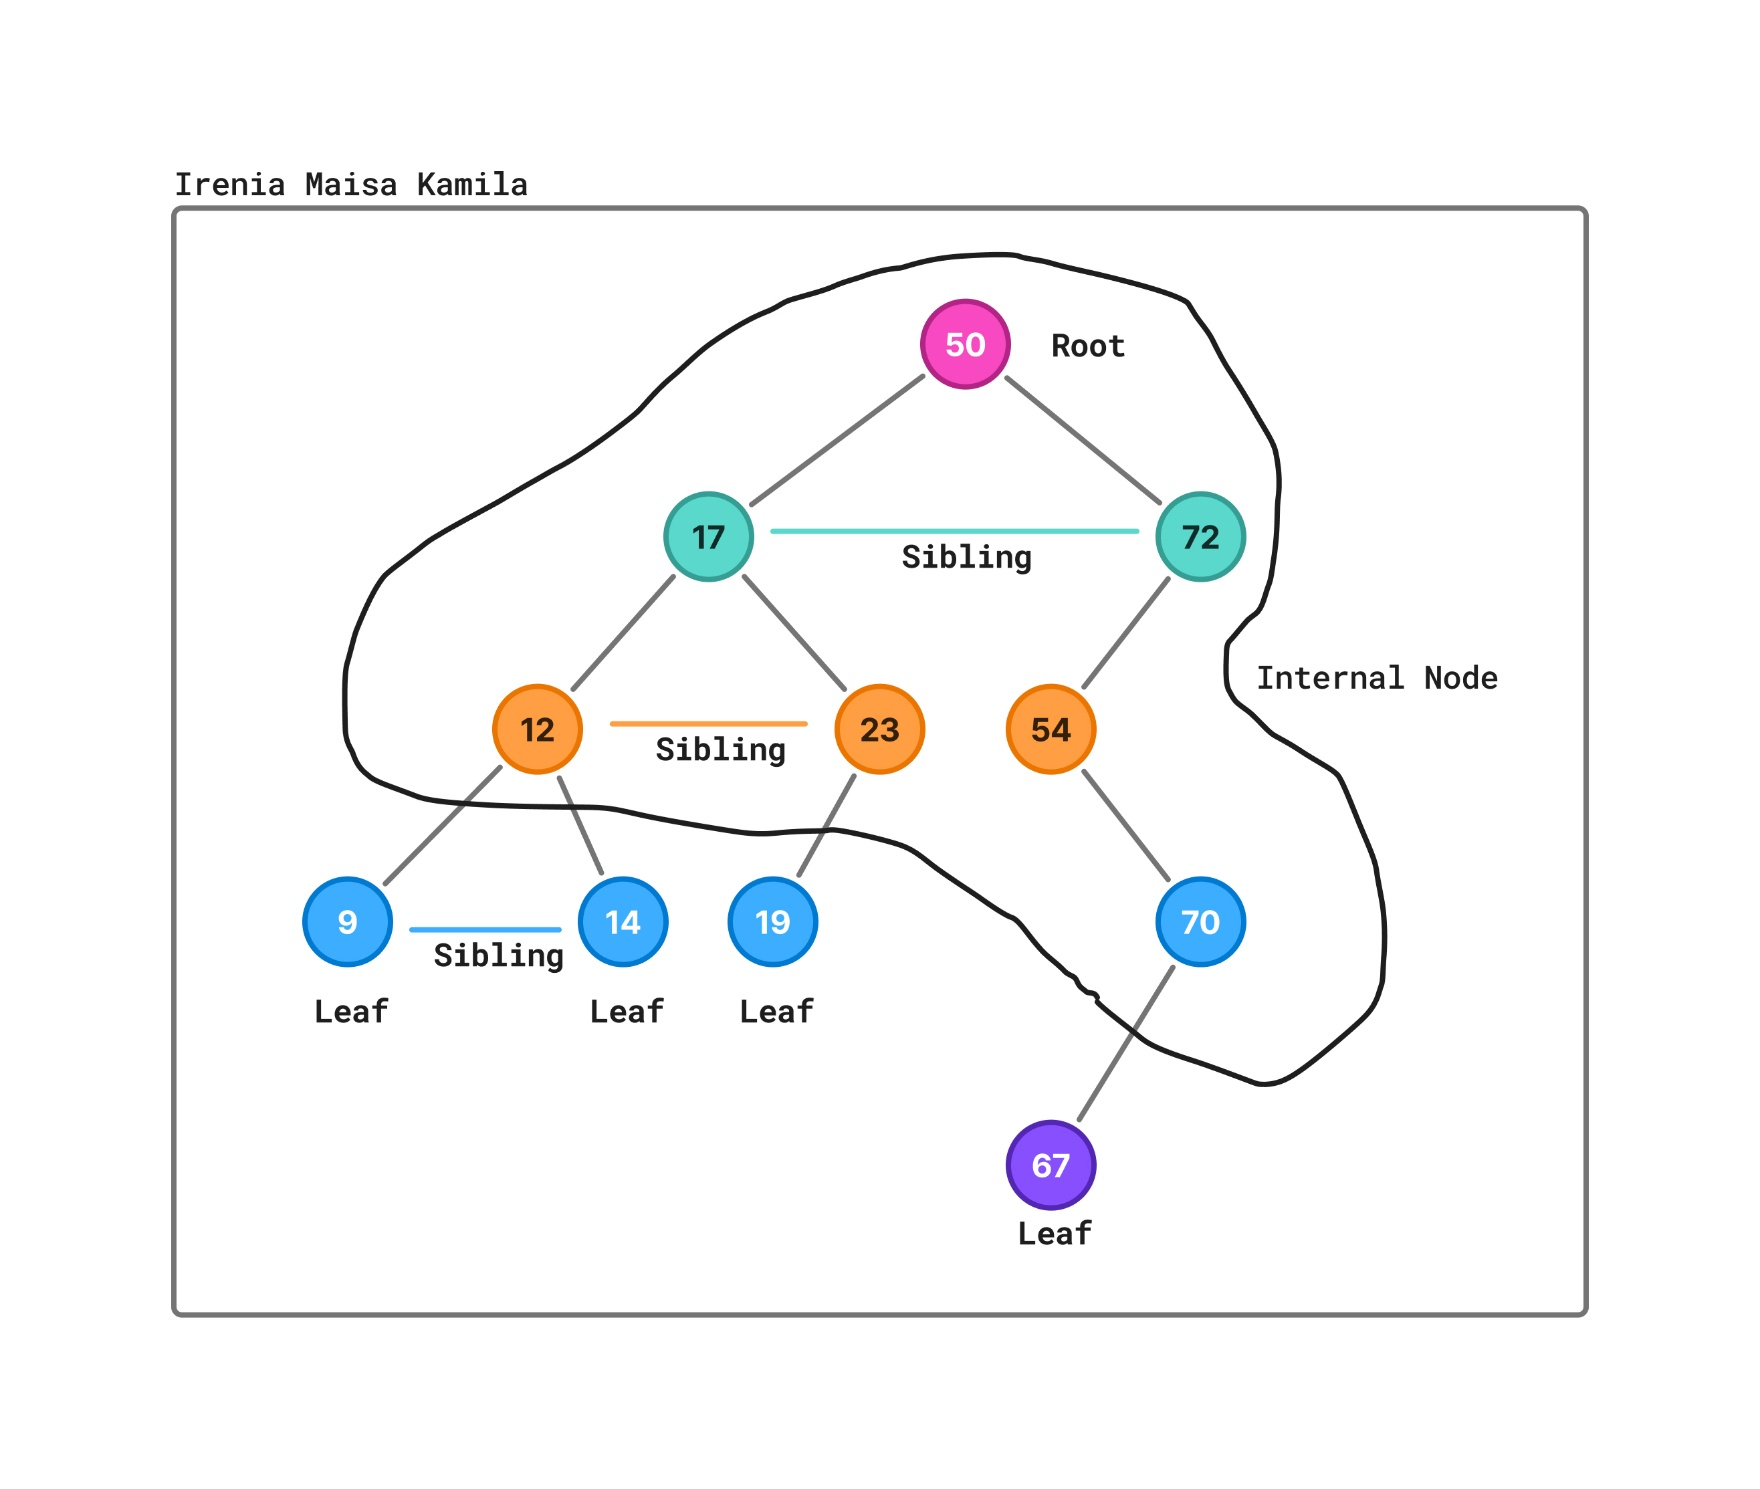 Irenia Maisa Kamila
50
Root
17
72
Sibling
Internal Node
12
23
54
Sibling
9
14
19
70
Sibling
Leaf
Leaf
Leaf
67
Leaf